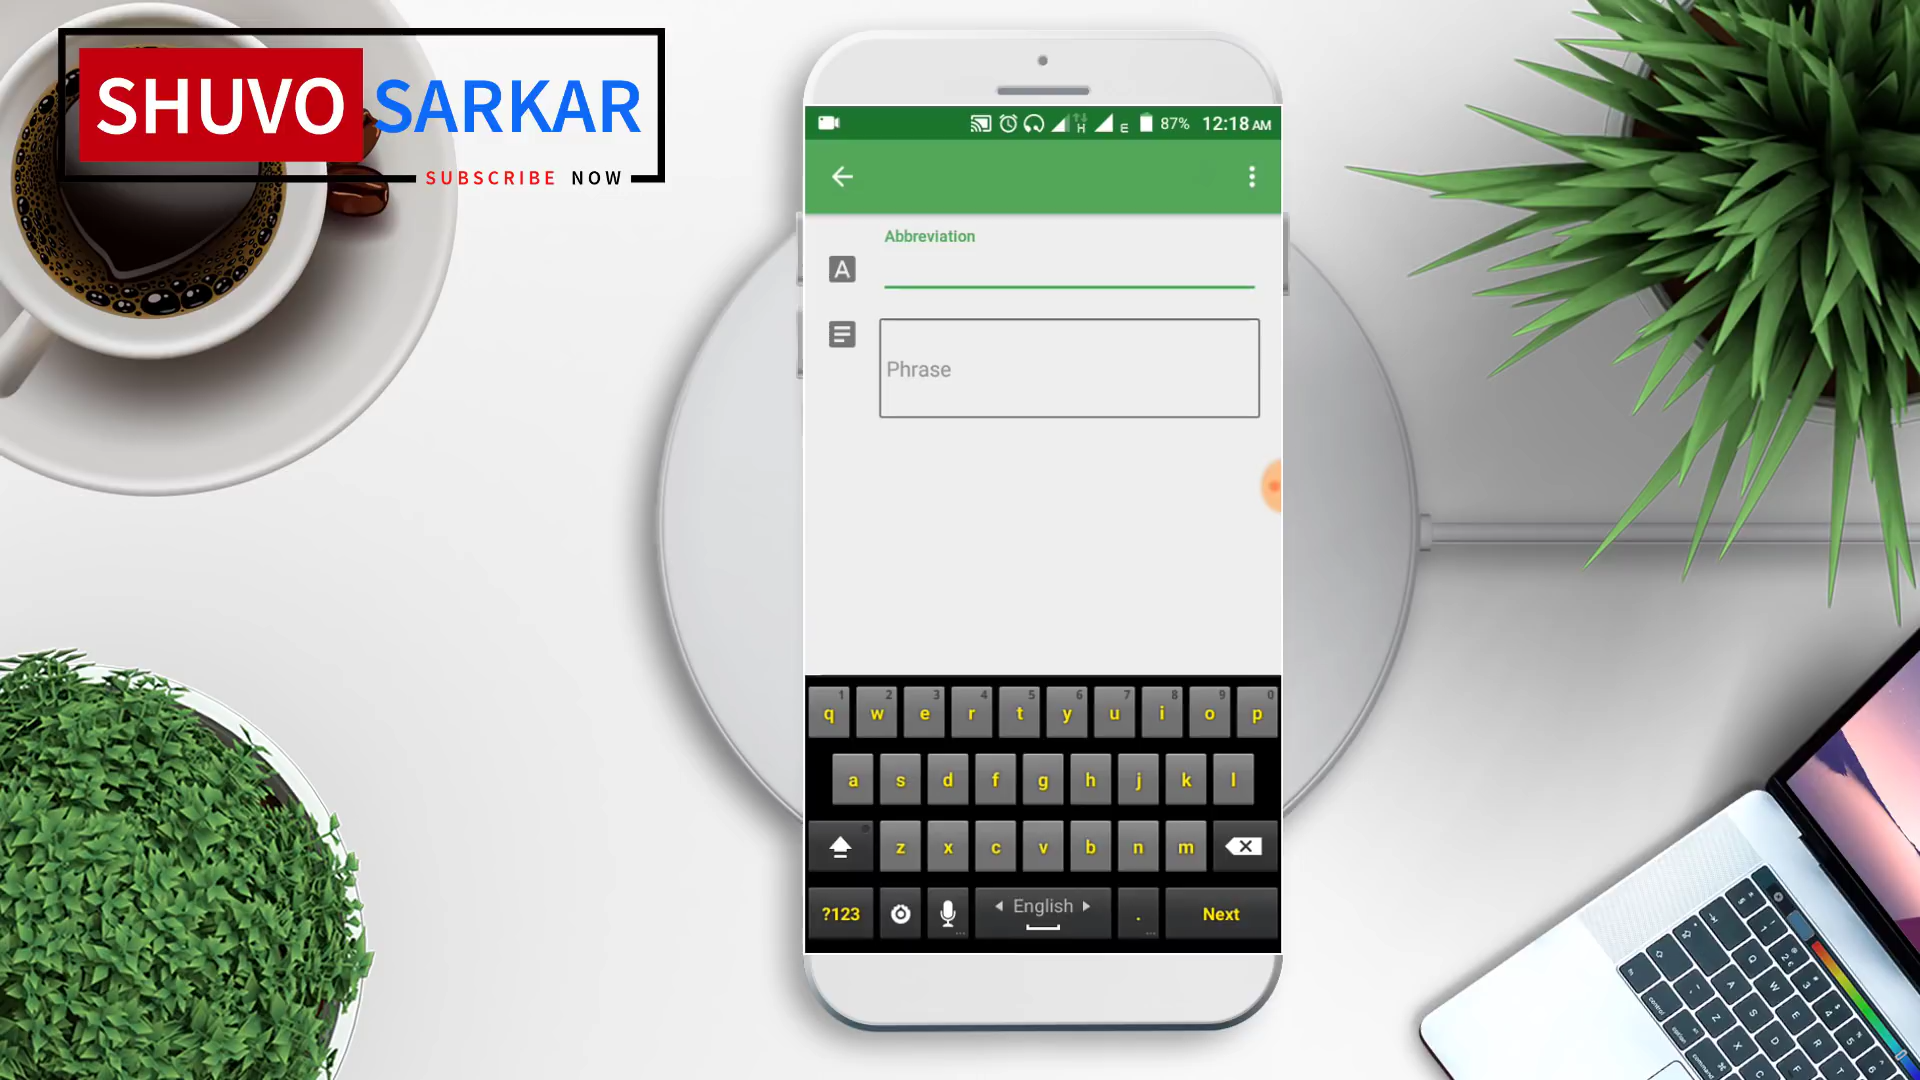 SHUVO SARKAR
SUBSCRIBE NOW
H E 87% 12:18 AM
Abbreviation
A
Phrase
1 2 3 4 5 6 7 8 9 0
q w e r t y u i o p
a s d f g h j k l
z x c v b n m
?123 English . Next